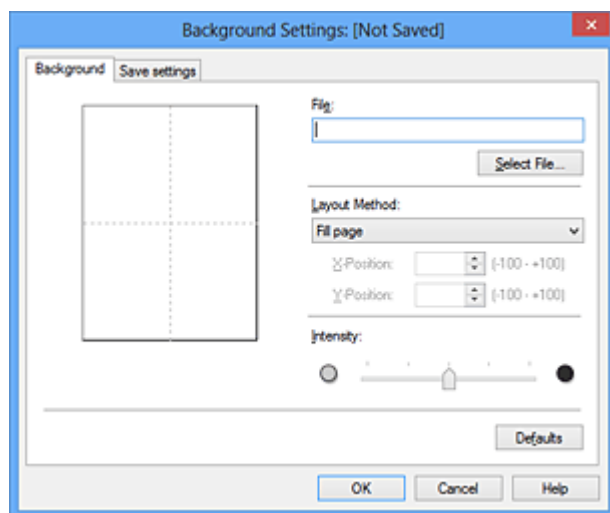 Background Settings: [Not Saved]
Background Save settings
File:
Select File...
Layout Method:
Fill page
X-Position: (-100 - +100)
Y-Position: (-100 - +100)
Intensity:
Defaults
OK Cancel Help